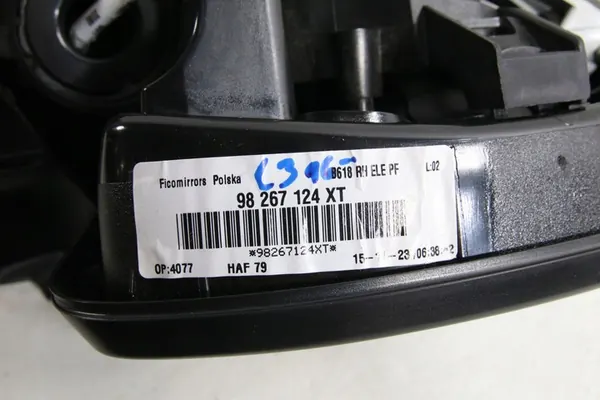 Ficomirrors Polska C3 16- B618 RH ELE PF L:02
98 267 124 XT
*98267124XT*
OP:4077 HAF 79